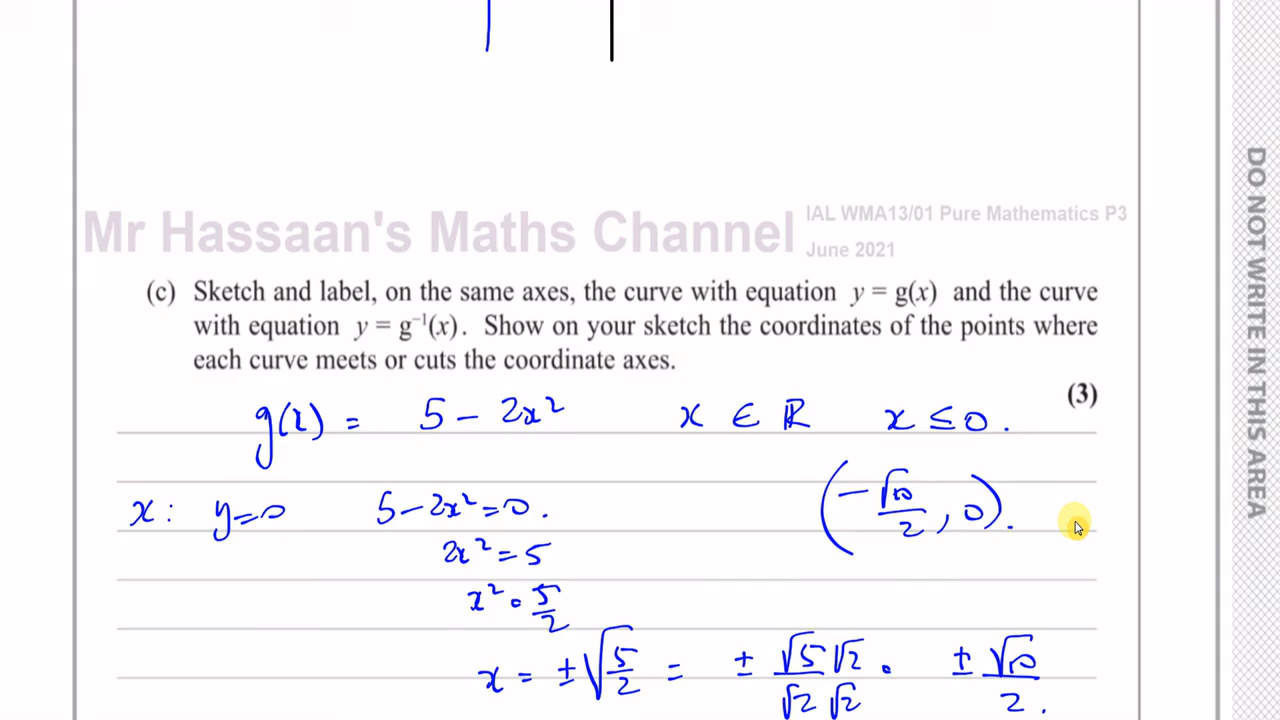 Mr Hassaan's Maths Channel
IAL WMA13/01 Pure Mathematics P3
June 2021
(c) Sketch and label, on the same axes, the curve with equation y = g(x) and the curve
with equation y = g⁻¹(x). Show on your sketch the coordinates of the points where
each curve meets or cuts the coordinate axes.
(3)
g(x) = 5 - 2x² x ∈ ℝ x ≤ 0.
x: y=0 5-2x²=0. (-√10/2, 0).
2x²=5
x² = 5/2
x = ±√(5/2) = ± √5 √2 / √2 √2 = ± √10/2.
DO NOT WRITE IN THIS AREA